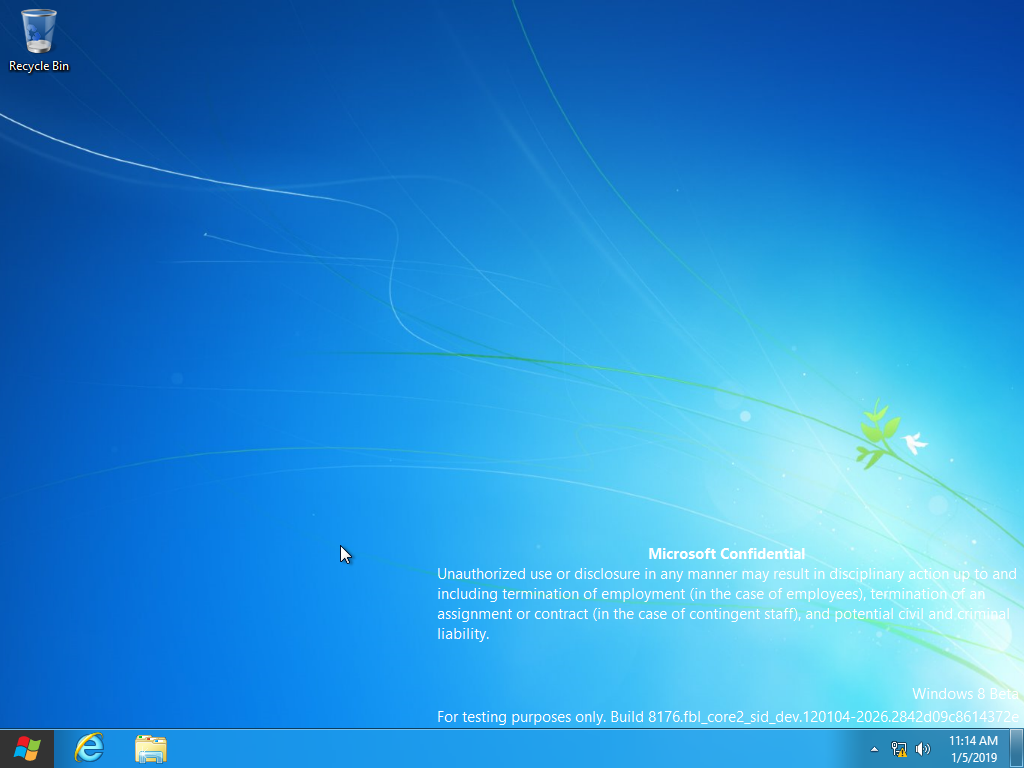 Recycle Bin
Microsoft Confidential
Unauthorized use or disclosure in any manner may result in disciplinary action up to and
including termination of employment (in the case of employees), termination of an
assignment or contract (in the case of contingent staff), and potential civil and criminal
liability.
Windows 8 Beta
For testing purposes only. Build 8176.fbl_core2_sid_dev.120104-2026.2842d09c8614372e
11:14 AM
1/5/2019